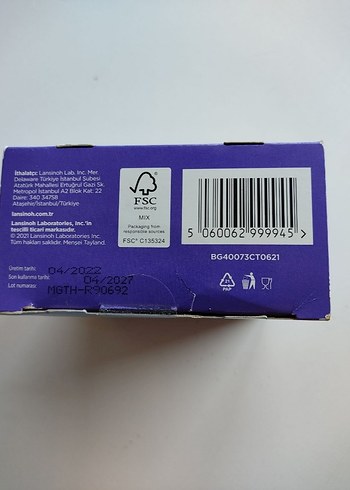 İthalatçı: Lansinoh Lab. Inc. Mer.
Delaware Türkiye İstanbul Şubesi
Atatürk Mahallesi Ertuğrul Gazi Sk.
Metropol İstanbul A2 Blok Kat: 22
Daire: 340 34758
Ataşehir/İstanbul/Türkiye
lansinoh.com.tr
Lansinoh Laboratories, Inc.'in
tescilli ticari markasıdır.
© 2021 Lansinoh Laboratories, Inc.
Tüm hakları saklıdır. Menşei Tayland.
Üretim tarihi: 04/2022
Son kullanma tarihi: 04/2027
Lot numarası: MGTH-R90692
FSC
www.fsc.org
MIX
Packaging from
responsible sources
FSC® C135324
5 060062 999945 >
BG40073CT0621
21
PAP